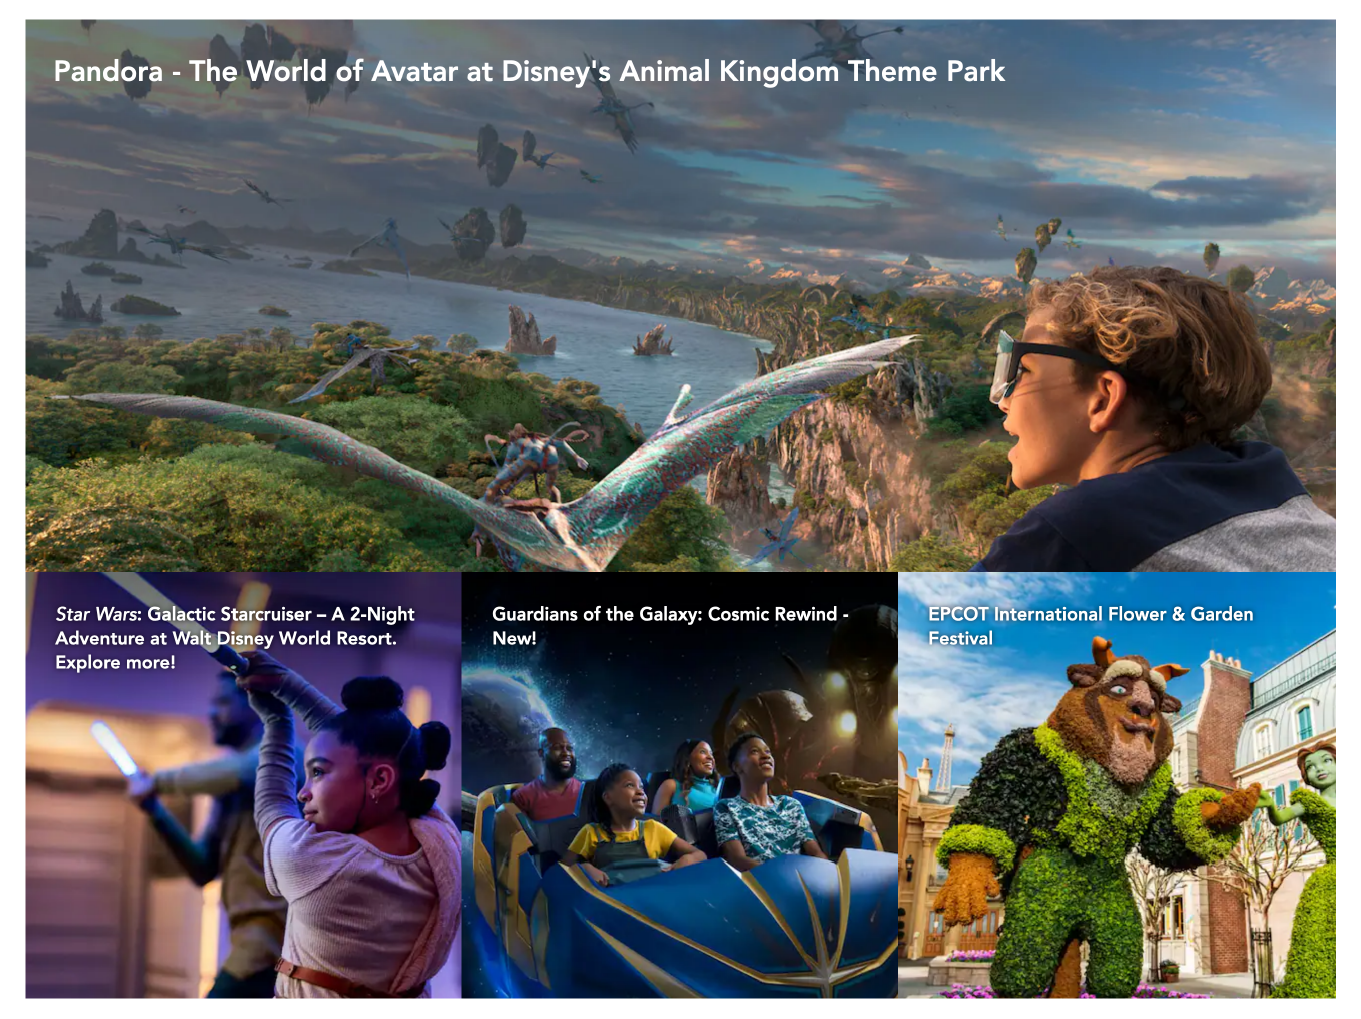 Pandora - The World of Avatar at Disney's Animal Kingdom Theme Park
Star Wars: Galactic Starcruiser – A 2-Night
Adventure at Walt Disney World Resort.
Explore more!
Guardians of the Galaxy: Cosmic Rewind -
New!
EPCOT International Flower & Garden
Festival